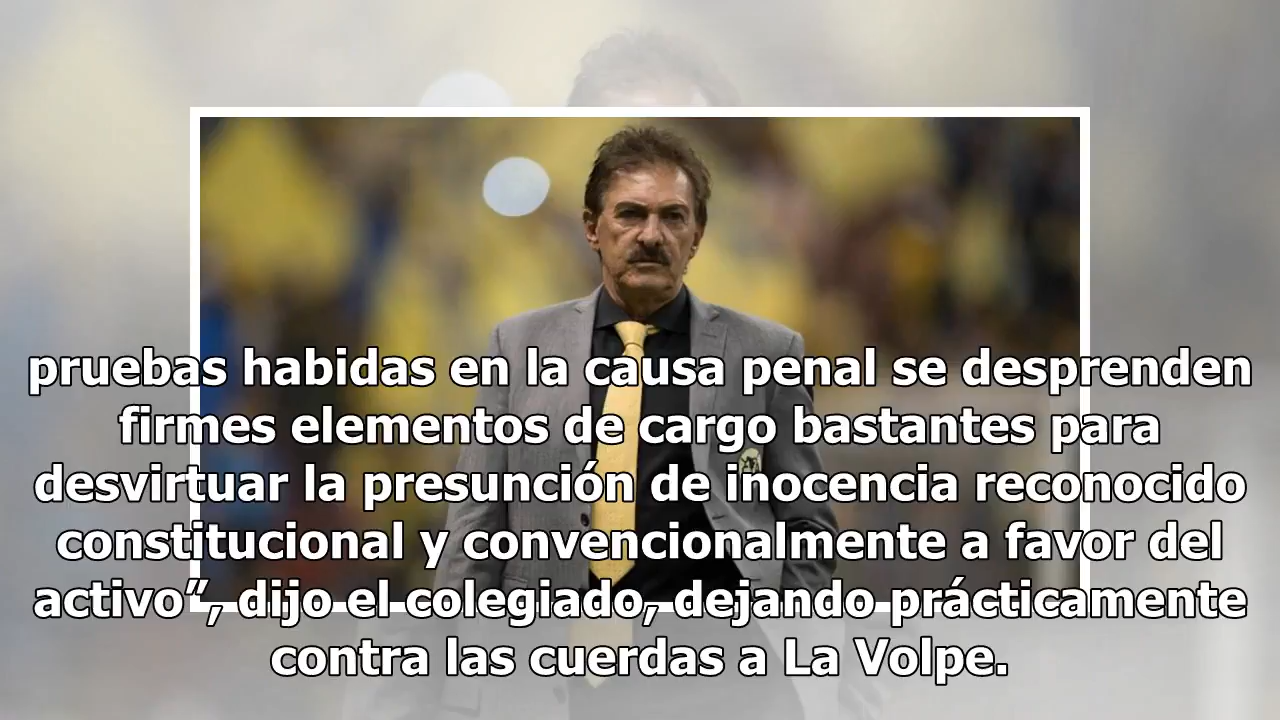 pruebas habidas en la causa penal se desprenden
firmes elementos de cargo bastantes para
desvirtuar la presunción de inocencia reconocido
constitucional y convencionalmente a favor del
activo”, dijo el colegiado, dejando prácticamente
contra las cuerdas a La Volpe.